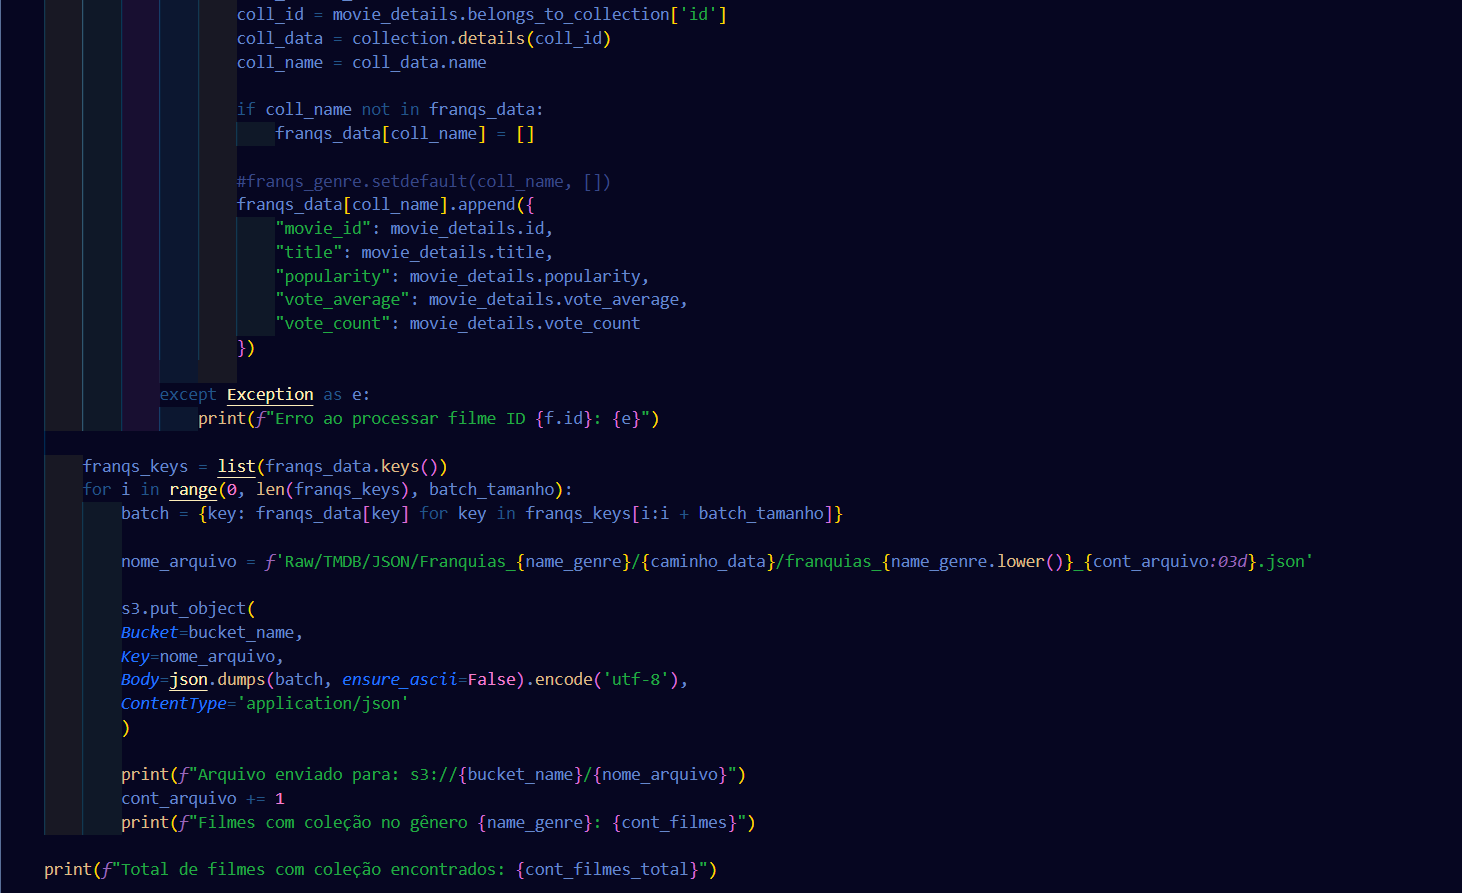 coll_id = movie_details.belongs_to_collection['id']
coll_data = collection.details(coll_id)
coll_name = coll_data.name
if coll_name not in franqs_data:
franqs_data[coll_name] = []
#franqs_genre.setdefault(coll_name, [])
franqs_data[coll_name].append({
"movie_id": movie_details.id,
"title": movie_details.title,
"popularity": movie_details.popularity,
"vote_average": movie_details.vote_average,
"vote_count": movie_details.vote_count
})
except Exception as e:
print(f"Erro ao processar filme ID {f.id}: {e}")
franqs_keys = list(franqs_data.keys())
for i in range(0, len(franqs_keys), batch_tamanho):
batch = {key: franqs_data[key] for key in franqs_keys[i:i + batch_tamanho]}
nome_arquivo = f'Raw/TMDB/JSON/Franquias_{name_genre}/{caminho_data}/franquias_{name_genre.lower()}_{cont_arquivo:03d}.json'
s3.put_object(
Bucket=bucket_name,
Key=nome_arquivo,
Body=json.dumps(batch, ensure_ascii=False).encode('utf-8'),
ContentType='application/json'
)
print(f"Arquivo enviado para: s3://{bucket_name}/{nome_arquivo}")
cont_arquivo += 1
print(f"Filmes com coleção no gênero {name_genre}: {cont_filmes}")
print(f"Total de filmes com coleção encontrados: {cont_filmes_total}")